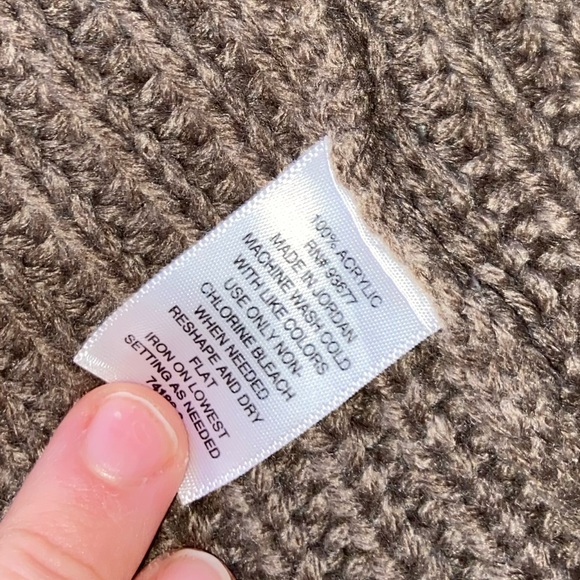 100% ACRYLIC
RN# 93677
MADE IN JORDAN
MACHINE WASH COLD
WITH LIKE COLORS
USE ONLY NON-
CHLORINE BLEACH
WHEN NEEDED
RESHAPE AND DRY
FLAT
IRON ON LOWEST
SETTING AS NEEDED